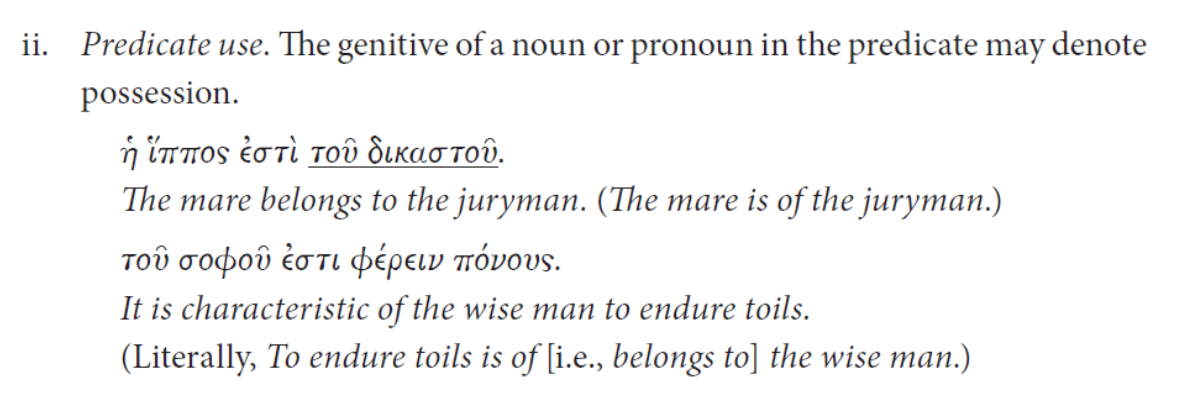 ii. Predicate use. The genitive of a noun or pronoun in the predicate may denote
possession.
ἡ ἵππος ἐστὶ τοῦ δικαστοῦ.
The mare belongs to the juryman. (The mare is of the juryman.)
τοῦ σοφοῦ ἐστι φέρειν πόνους.
It is characteristic of the wise man to endure toils.
(Literally, To endure toils is of [i.e., belongs to] the wise man.)